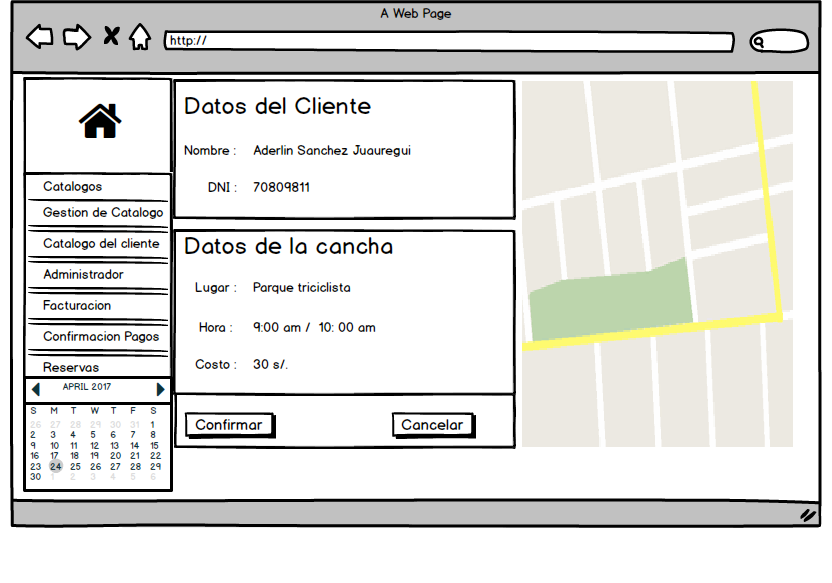 A Web Page
http://
Catalogos
Gestion de Catalogo
Catalogo del cliente
Administrador
Facturacion
Confirmacion Pagos
Reservas
APRIL 2017
S M T W T F S
26 27 28 29 30 31 1
2 3 4 5 6 7 8
9 10 11 12 13 14 15
16 17 18 19 20 21 22
23 24 25 26 27 28 29
30 1 2 3 4 5 6
Datos del Cliente
Nombre : Aderlin Sanchez Juauregui
DNI : 70809811
Datos de la cancha
Lugar : Parque triciclista
Hora : 9:00 am / 10: 00 am
Costo : 30 s/.
Confirmar Cancelar